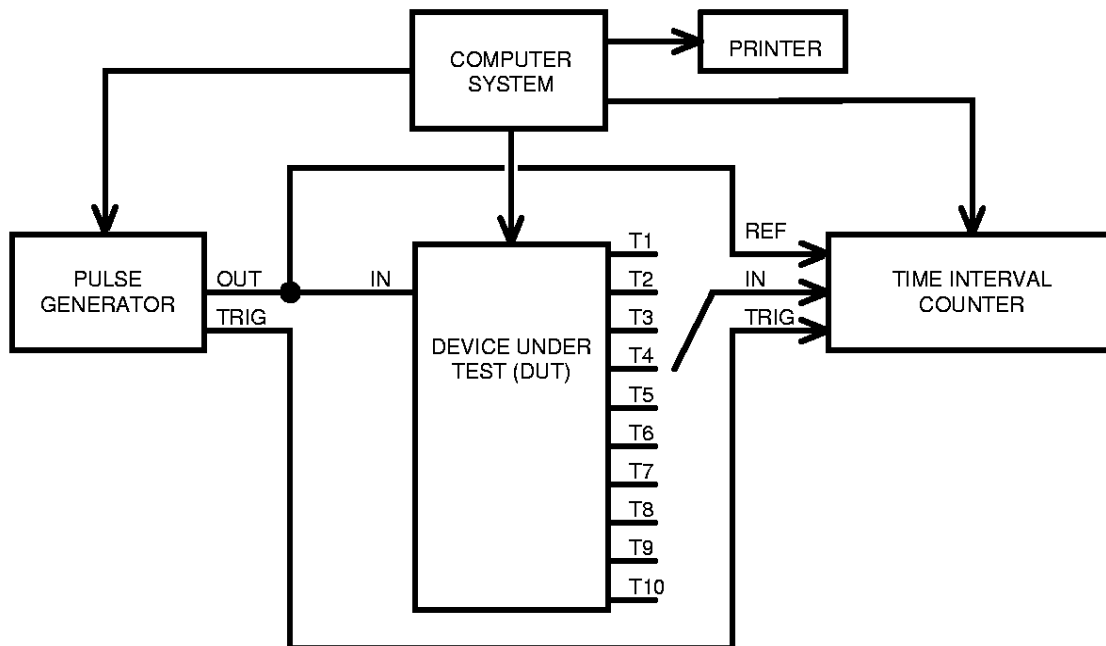 COMPUTER
SYSTEM
PRINTER
PULSE
GENERATOR
OUT
TRIG
IN
DEVICE UNDER
TEST (DUT)
T1
T2
T3
T4
T5
T6
T7
T8
T9
T10
REF
IN
TRIG
TIME INTERVAL
COUNTER